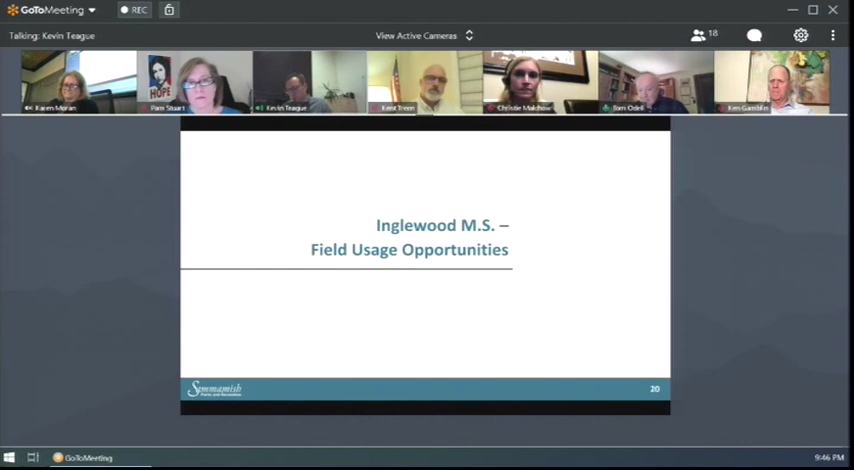 GoToMeeting
REC
Talking: Kevin Teague
View Active Cameras
18
HOPE
Karen Moran
Pam Stuart
Kevin Teague
Kent Treen
Christie Malchow
Tom Odell
Ken Gamblin
Inglewood M.S. –
Field Usage Opportunities
Sammamish
Parks and Recreation
20
GoToMeeting
9:46 PM